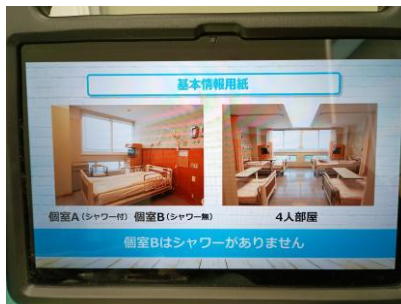 基本情報用紙
個室A（シャワー付） 個室B（シャワー無）
4人部屋
個室Bはシャワーがありません